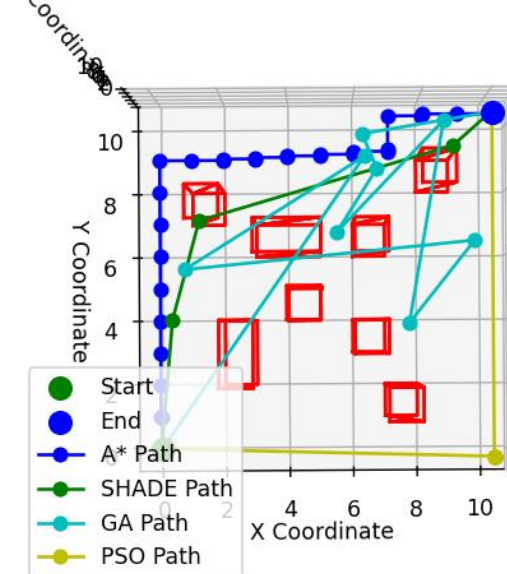 Coordin
10
8
6
4
2
0
Y Coordinate
Start
End
A* Path
SHADE Path
GA Path
PSO Path
0
2
4
6
8
10
X Coordinate